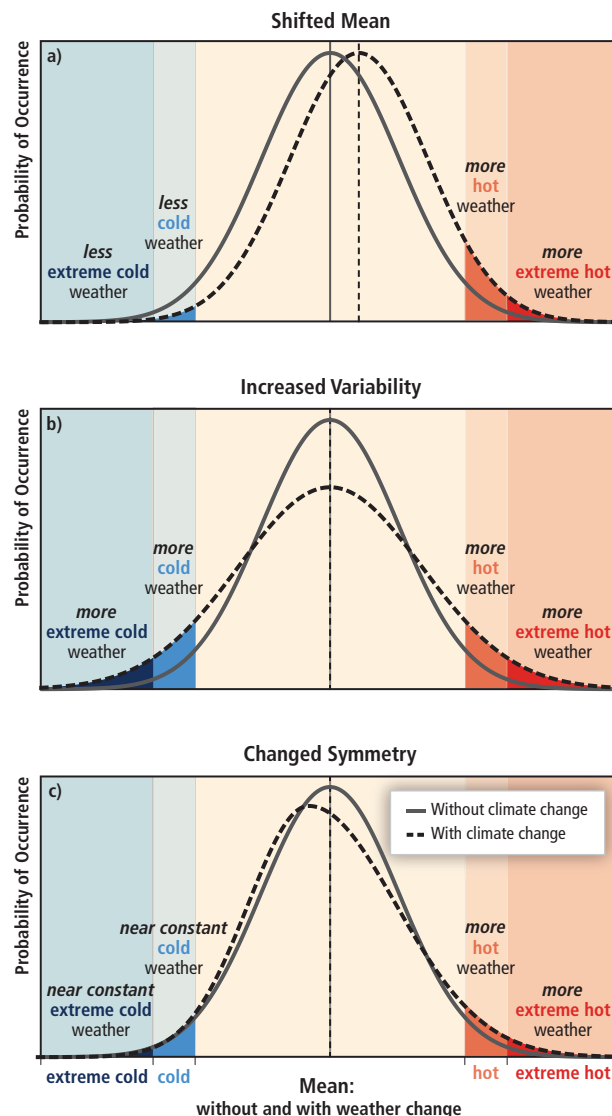 Shifted Mean
a)
Probability of Occurrence
less
cold
weather
less
extreme cold
weather
more
hot
weather
more
extreme hot
weather
Increased Variability
b)
Probability of Occurrence
more
cold
weather
more
extreme cold
weather
more
hot
weather
more
extreme hot
weather
Changed Symmetry
c)
Probability of Occurrence
Without climate change
With climate change
near constant
cold
weather
near constant
extreme cold
weather
more
hot
weather
more
extreme hot
weather
extreme cold
cold
hot
extreme hot
Mean:
without and with weather change